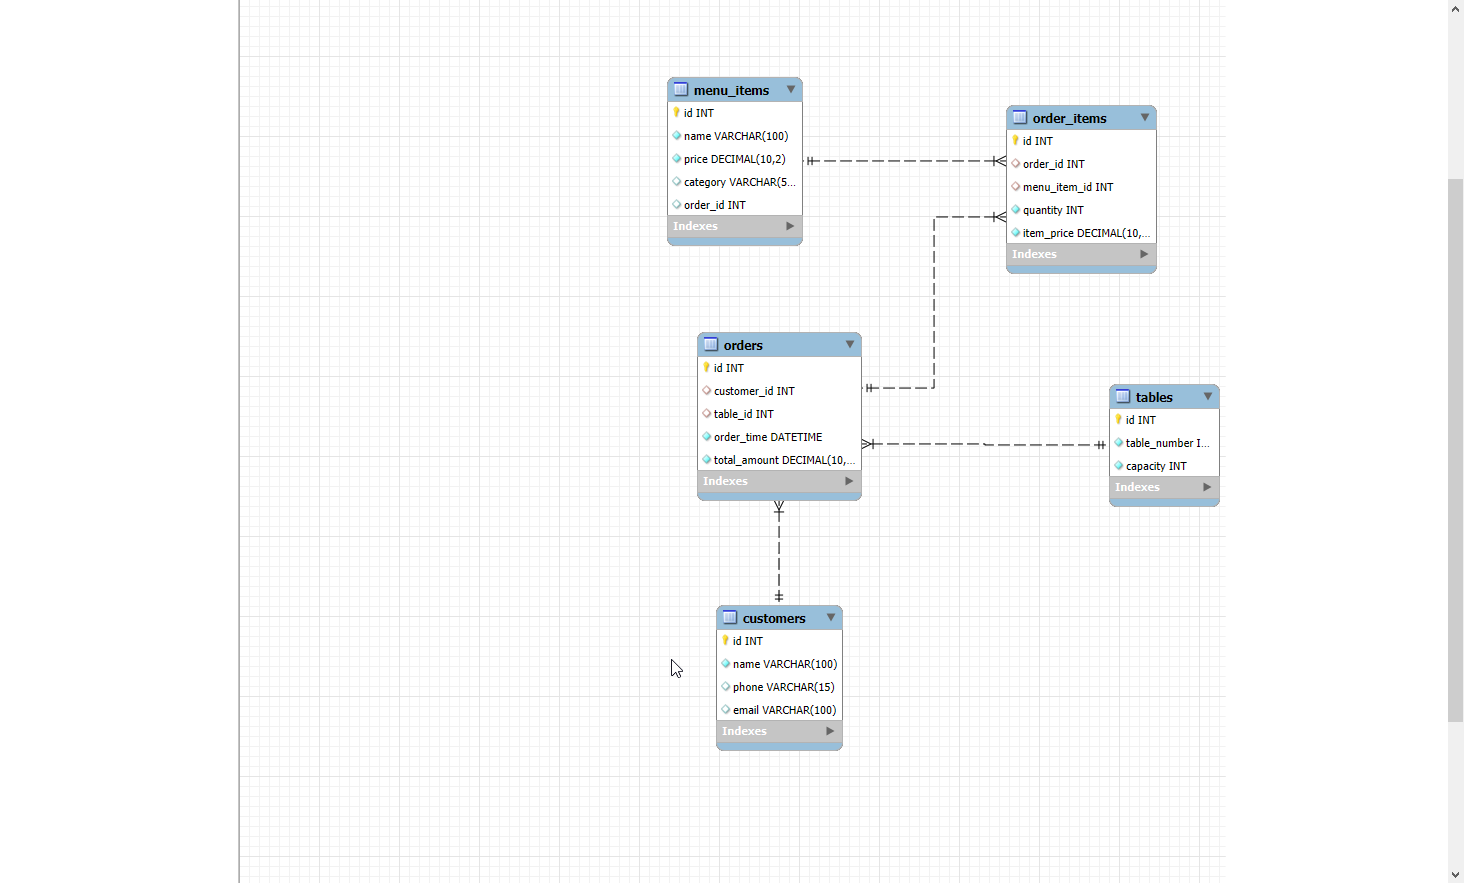 menu_items
id INT
name VARCHAR(100)
price DECIMAL(10,2)
category VARCHAR(5...
order_id INT
Indexes
order_items
id INT
order_id INT
menu_item_id INT
quantity INT
item_price DECIMAL(10,...
Indexes
orders
id INT
customer_id INT
table_id INT
order_time DATETIME
total_amount DECIMAL(10,...
Indexes
tables
id INT
table_number I...
capacity INT
Indexes
customers
id INT
name VARCHAR(100)
phone VARCHAR(15)
email VARCHAR(100)
Indexes